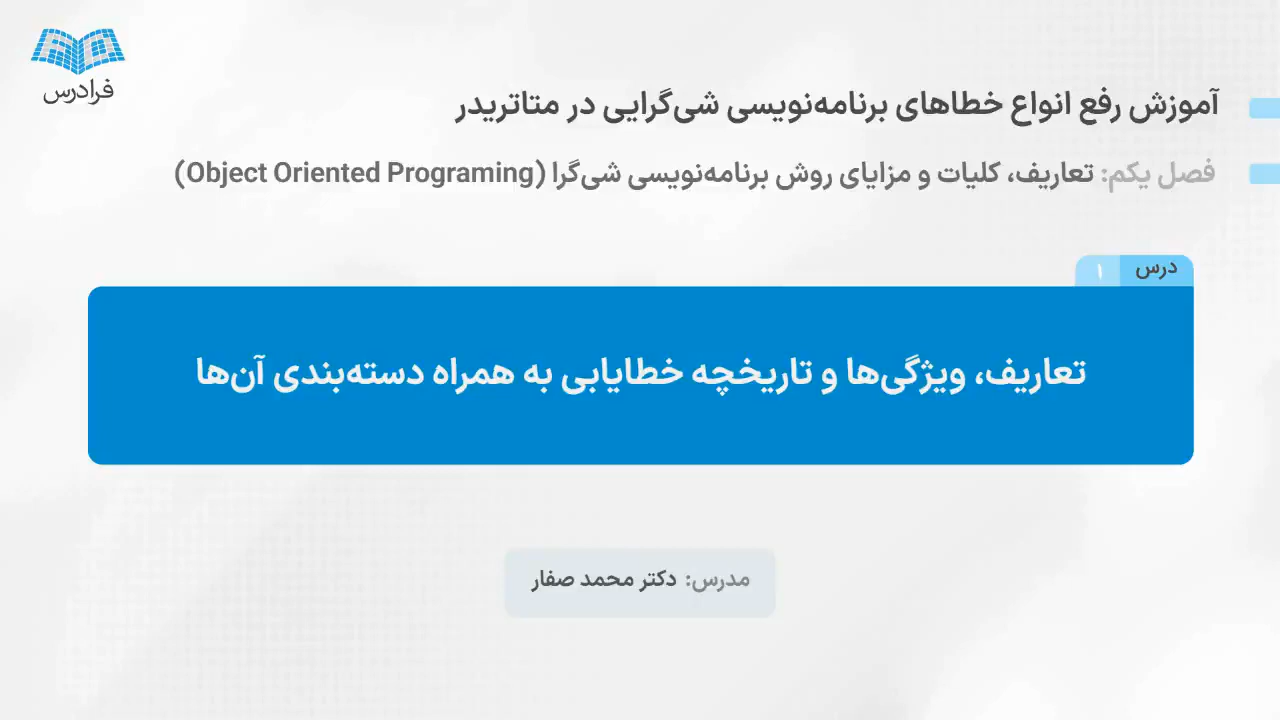 فرادرس
آموزش رفع انواع خطاهای برنامه‌نویسی شی‌گرایی در متاتریدر
فصل یکم: تعاریف، کلیات و مزایای روش برنامه‌نویسی شی‌گرا (Object Oriented Programing)
درس ۱
تعاریف، ویژگی‌ها و تاریخچه خطایابی به همراه دسته‌بندی آن‌ها
مدرس: دکتر محمد صفار